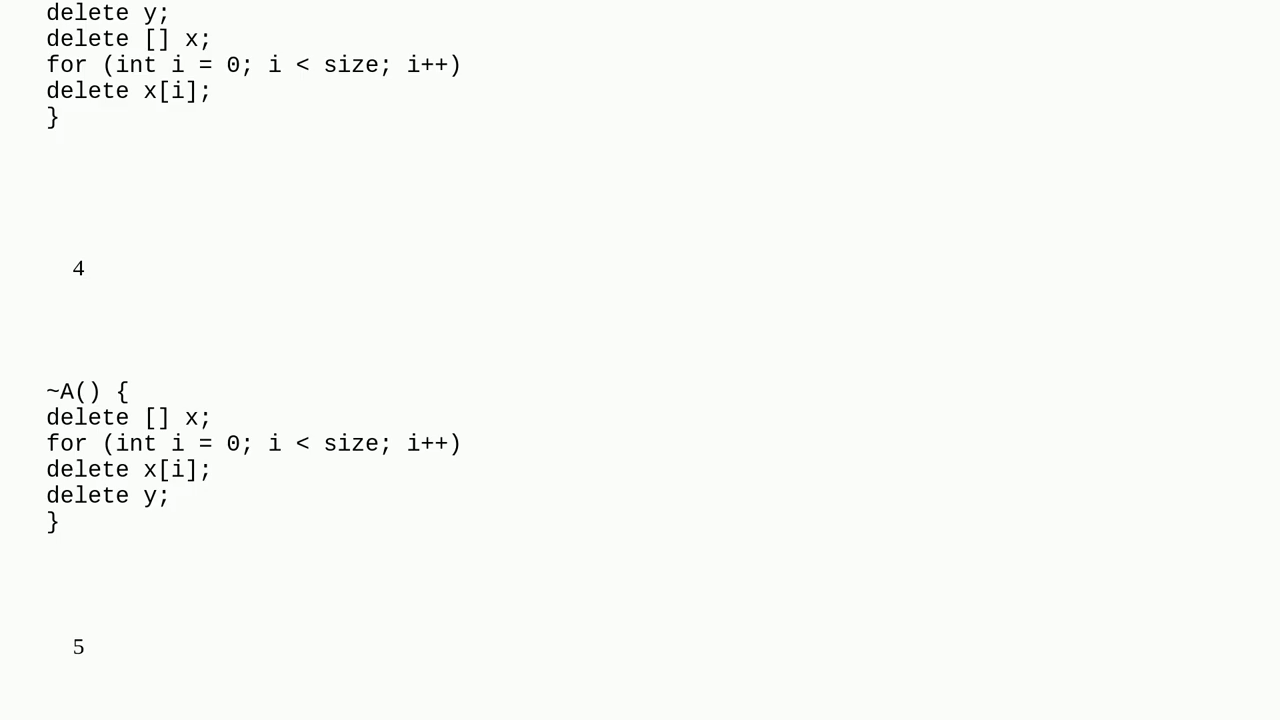 delete y;
delete [] x;
for (int i = 0; i < size; i++)
delete x[i];
}
4
~A() {
delete [] x;
for (int i = 0; i < size; i++)
delete x[i];
delete y;
}
5